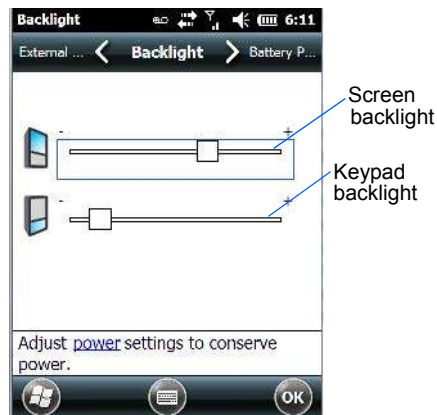 Backlight 6:11
External ... Backlight Battery P...
Screen
backlight
- +
Keypad
backlight
- +
Adjust power settings to conserve
power.
OK